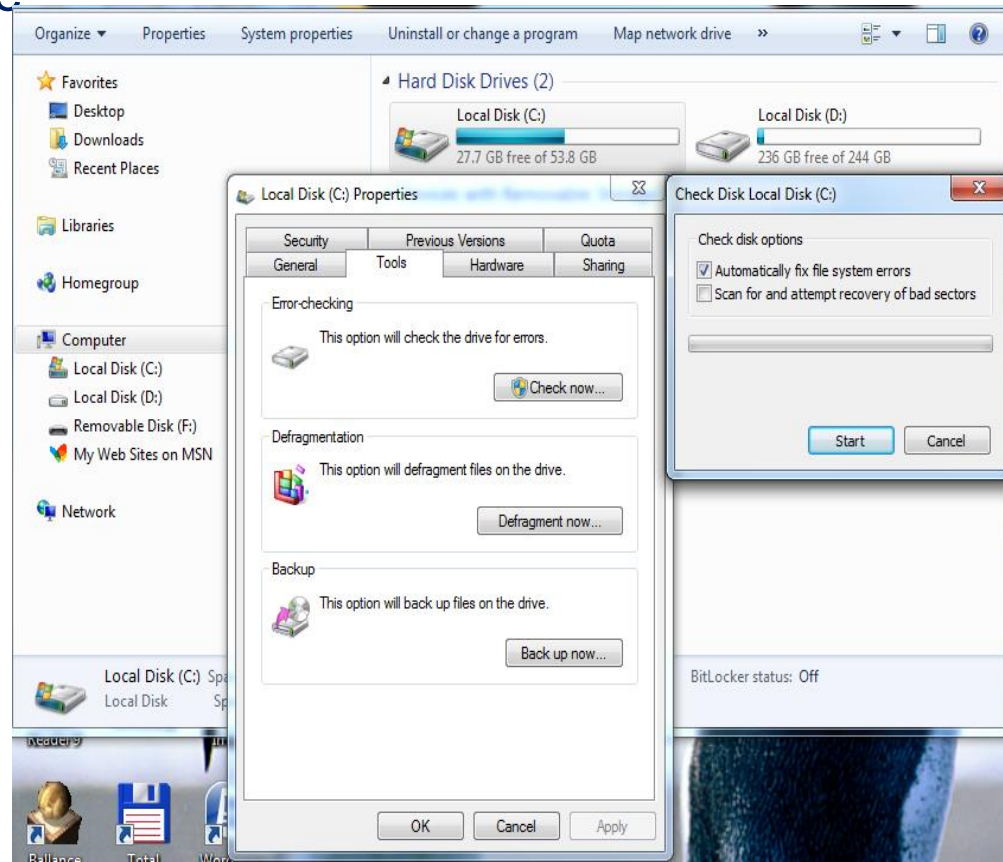 Organize Properties System properties Uninstall or change a program Map network drive »
Favorites
Desktop
Downloads
Recent Places
Libraries
Homegroup
Computer
Local Disk (C:)
Local Disk (D:)
Removable Disk (F:)
My Web Sites on MSN
Network
Hard Disk Drives (2)
Local Disk (C:)
27.7 GB free of 53.8 GB
Local Disk (D:)
236 GB free of 244 GB
Local Disk (C:) Properties
Security Previous Versions Quota
General Tools Hardware Sharing
Error-checking
This option will check the drive for errors.
Check now...
Defragmentation
This option will defragment files on the drive.
Defragment now...
Backup
This option will back up files on the drive.
Back up now...
OK Cancel Apply
Check Disk Local Disk (C:)
Check disk options
Automatically fix file system errors
Scan for and attempt recovery of bad sectors
Start Cancel
Local Disk (C:)
Local Disk
BitLocker status: Off
Reader 9
Ballance Total